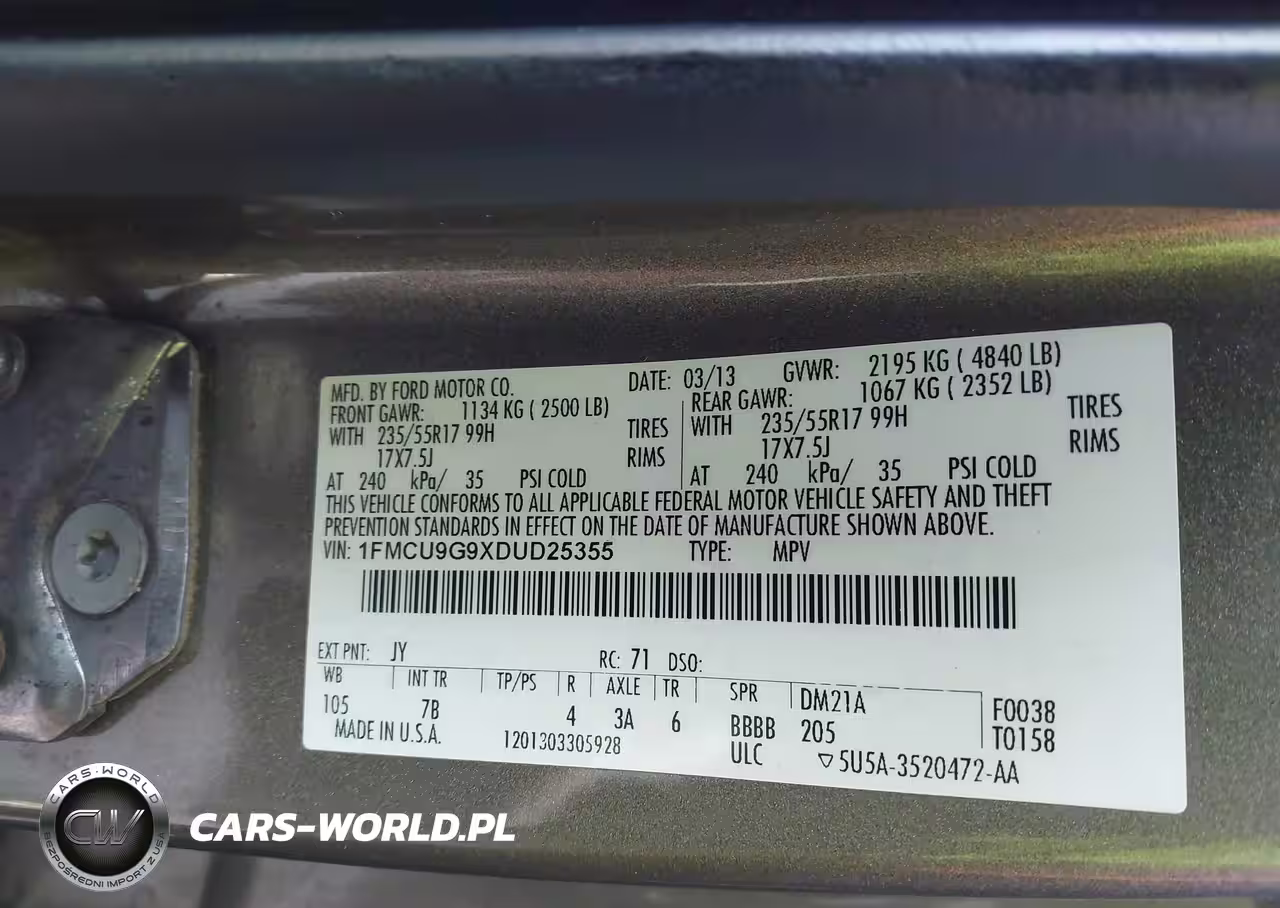 MFD. BY FORD MOTOR CO. DATE: 03/13 GVWR: 2195 KG ( 4840 LB)
FRONT GAWR: 1134 KG ( 2500 LB) REAR GAWR: 1067 KG ( 2352 LB)
WITH 235/55R17 99H TIRES WITH 235/55R17 99H TIRES
17X7.5J RIMS 17X7.5J RIMS
AT 240 kPa/ 35 PSI COLD AT 240 kPa/ 35 PSI COLD
THIS VEHICLE CONFORMS TO ALL APPLICABLE FEDERAL MOTOR VEHICLE SAFETY AND THEFT
PREVENTION STANDARDS IN EFFECT ON THE DATE OF MANUFACTURE SHOWN ABOVE.
VIN: 1FMCU9G9XDUD25355 TYPE: MPV
EXT PNT: JY RC: 71 DSO:
WB INT TR TP/PS R AXLE TR SPR DM21A F0038
105 7B 4 3A 6 BBBB 205 T0158
MADE IN U.S.A. 1201303305928 ULC ▽5U5A-3520472-AA
CARS-WORLD
CW
BEZPOŚREDNI IMPORT Z USA
CARS-WORLD.PL